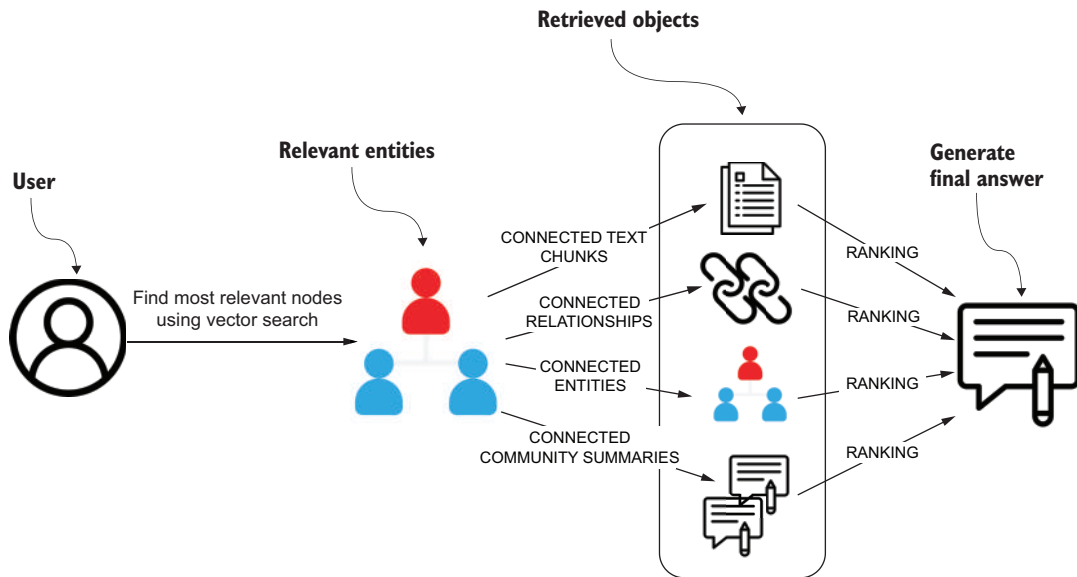 Retrieved objects
Relevant entities
Generate
final answer
User
CONNECTED TEXT
CHUNKS
RANKING
Find most relevant nodes
using vector search
CONNECTED
RELATIONSHIPS
RANKING
CONNECTED
ENTITIES
RANKING
CONNECTED
COMMUNITY SUMMARIES
RANKING